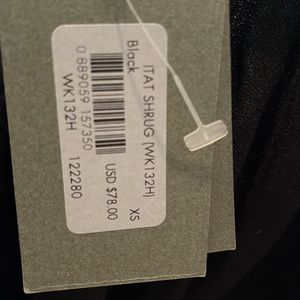 ITAT SHRUG (WK132H)
Black XS
0 889059 157350
USD $78.00
WK132H 122280